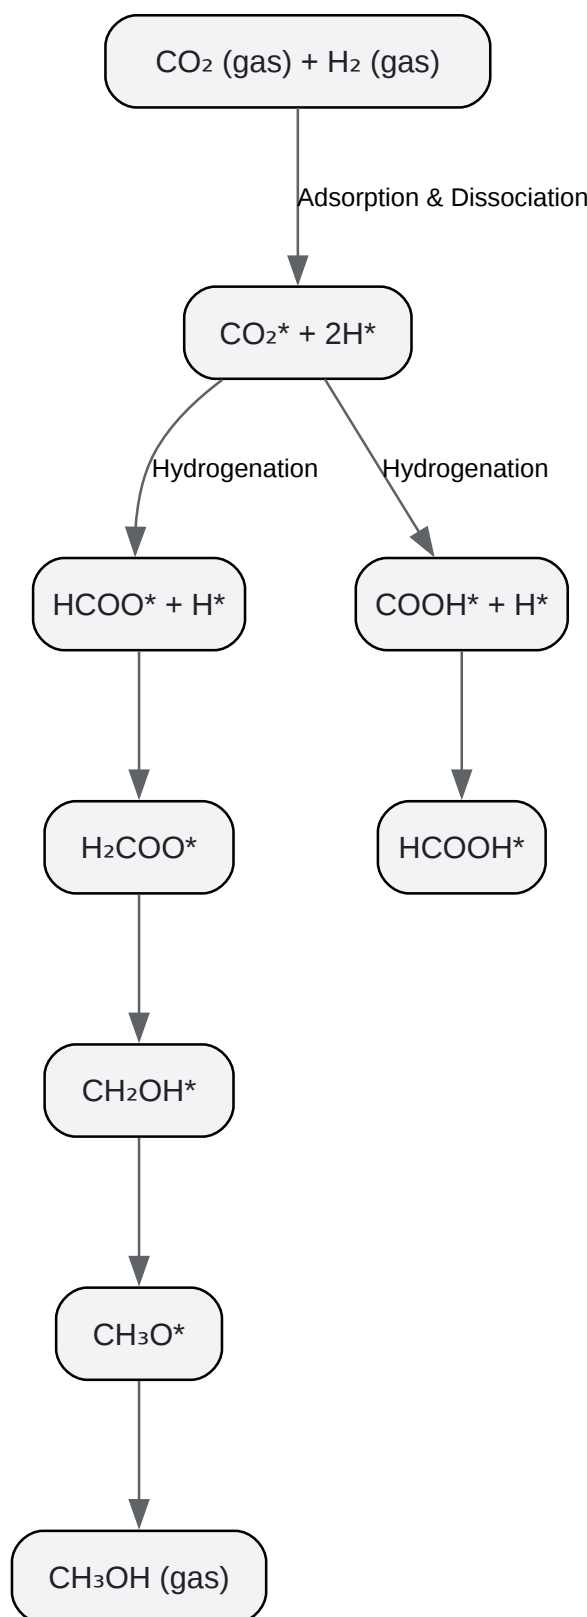 CO₂ (gas) + H₂ (gas)
Adsorption & Dissociation
CO₂* + 2H*
Hydrogenation
Hydrogenation
HCOO* + H*
COOH* + H*
H₂COO*
HCOOH*
CH₂OH*
CH₃O*
CH₃OH (gas)